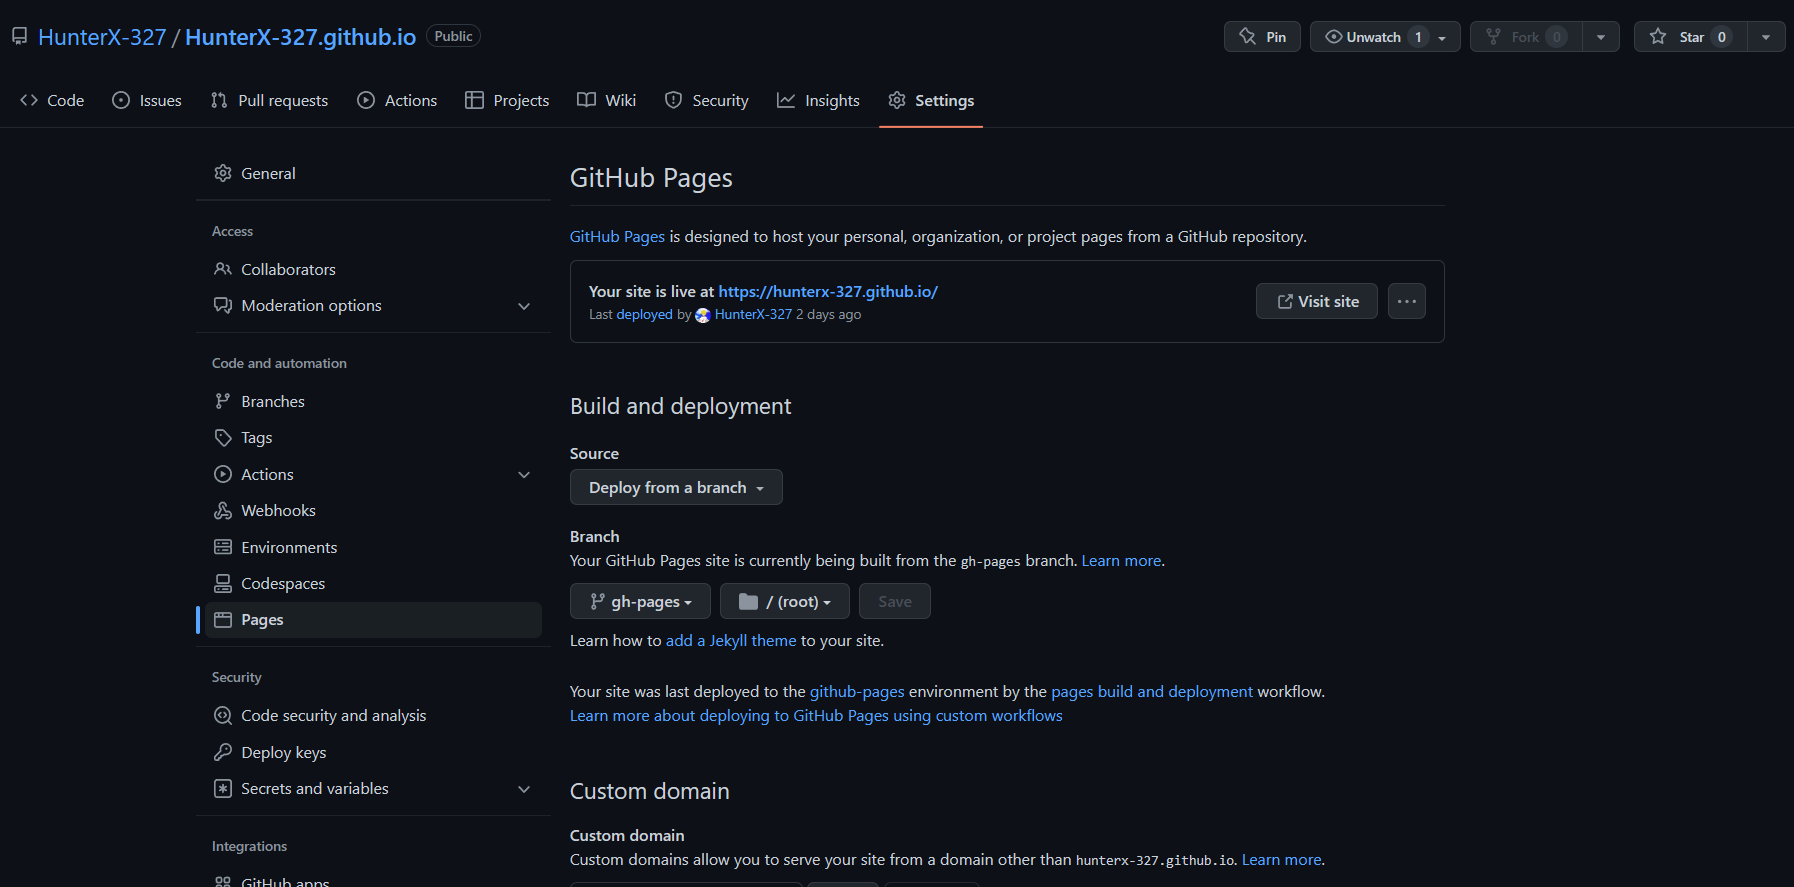 HunterX-327 / HunterX-327.github.io Public
Pin
Unwatch 1
Fork 0
Star 0
Code
Issues
Pull requests
Actions
Projects
Wiki
Security
Insights
Settings
General
Access
Collaborators
Moderation options
Code and automation
Branches
Tags
Actions
Webhooks
Environments
Codespaces
Pages
Security
Code security and analysis
Deploy keys
Secrets and variables
Integrations
GitHub apps
GitHub Pages
GitHub Pages is designed to host your personal, organization, or project pages from a GitHub repository.
Your site is live at https://hunterx-327.github.io/
Last deployed by HunterX-327 2 days ago
Visit site
Build and deployment
Source
Deploy from a branch
Branch
Your GitHub Pages site is currently being built from the gh-pages branch. Learn more.
gh-pages
/ (root)
Save
Learn how to add a Jekyll theme to your site.
Your site was last deployed to the github-pages environment by the pages build and deployment workflow.
Learn more about deploying to GitHub Pages using custom workflows
Custom domain
Custom domain
Custom domains allow you to serve your site from a domain other than hunterx-327.github.io. Learn more.